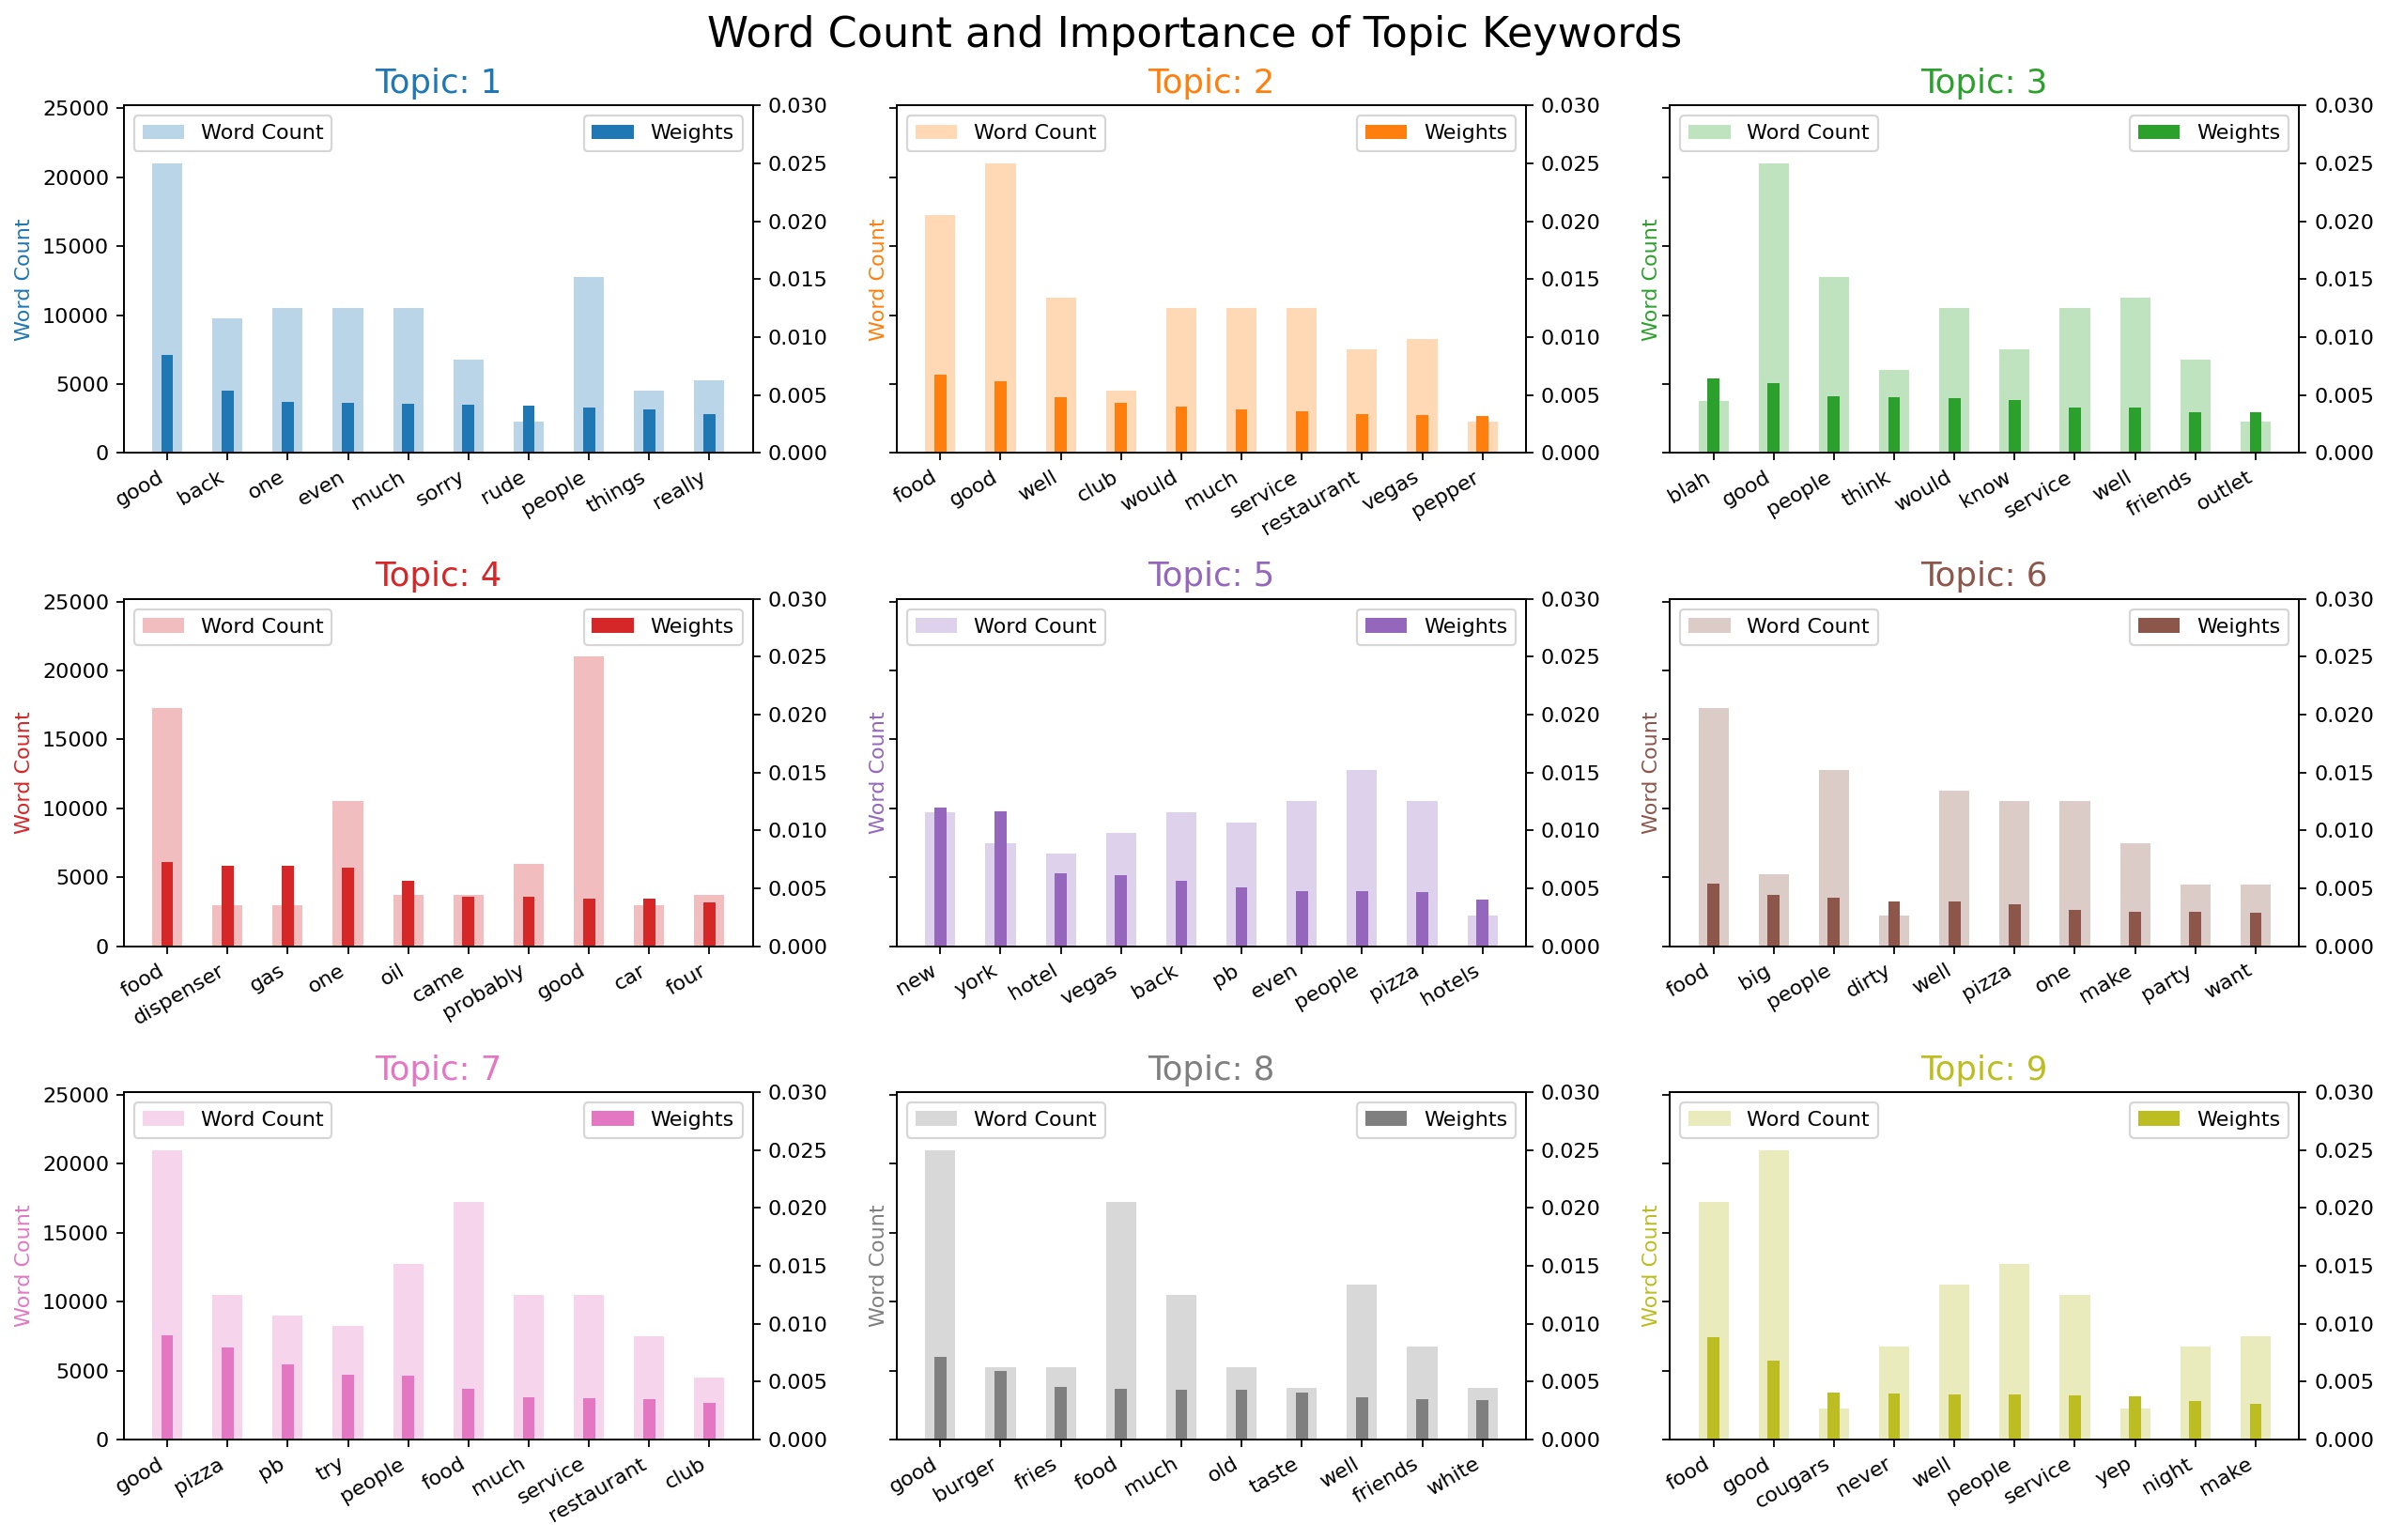 Word Count and Importance of Topic Keywords
Topic: 1
Word Count
Weights
Word Count
25000
20000
15000
10000
5000
0
0.030
0.025
0.020
0.015
0.010
0.005
0.000
good back one even much sorry rude people things really
Topic: 2
Word Count
Weights
Word Count
0.030
0.025
0.020
0.015
0.010
0.005
0.000
food good well club would much service restaurant vegas pepper
Topic: 3
Word Count
Weights
Word Count
0.030
0.025
0.020
0.015
0.010
0.005
0.000
blah good people think would know service well friends outlet
Topic: 4
Word Count
Weights
Word Count
25000
20000
15000
10000
5000
0
0.030
0.025
0.020
0.015
0.010
0.005
0.000
food dispenser gas one oil came probably good car four
Topic: 5
Word Count
Weights
Word Count
0.030
0.025
0.020
0.015
0.010
0.005
0.000
new york hotel vegas back pb even people pizza hotels
Topic: 6
Word Count
Weights
Word Count
0.030
0.025
0.020
0.015
0.010
0.005
0.000
food big people dirty well pizza one make party want
Topic: 7
Word Count
Weights
Word Count
25000
20000
15000
10000
5000
0
0.030
0.025
0.020
0.015
0.010
0.005
0.000
good pizza pb try people food much service restaurant club
Topic: 8
Word Count
Weights
Word Count
0.030
0.025
0.020
0.015
0.010
0.005
0.000
good burger fries food much old taste well friends white
Topic: 9
Word Count
Weights
Word Count
0.030
0.025
0.020
0.015
0.010
0.005
0.000
food good cougars never well people service yep night make